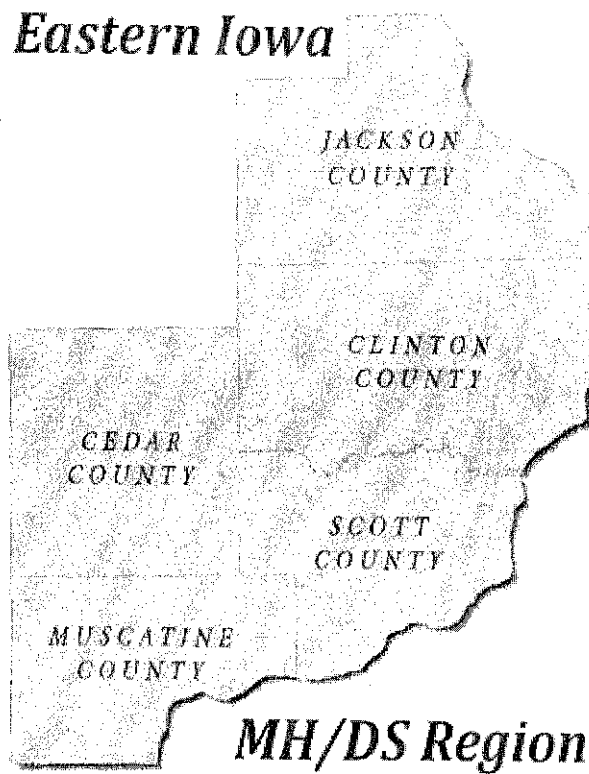 Eastern Iowa
JACKSON
COUNTY
CLINTON
COUNTY
CEDAR
COUNTY
SCOTT
COUNTY
MUSCATINE
COUNTY
MH/DS Region